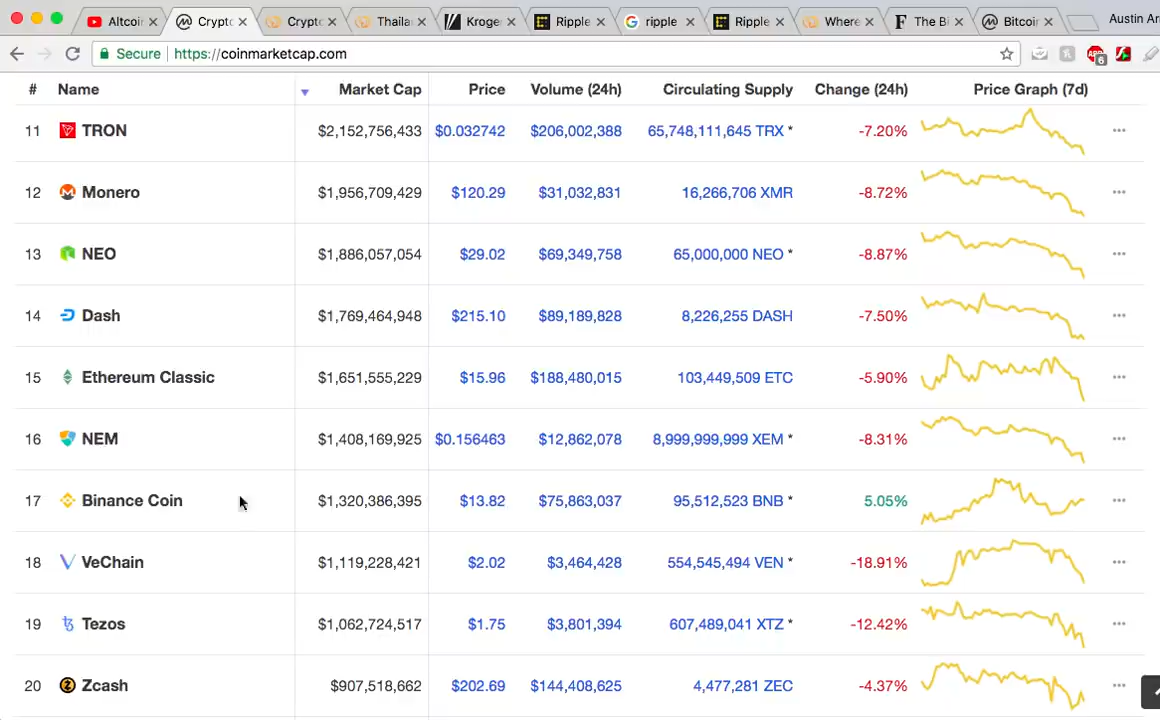 Altcoi
Crypto
Crypto
Thaila
Kroge
Ripple
ripple
Ripple
Where
The Bi
Bitcoi
Austin Ar
Secure
https://coinmarketcap.com
ABP
6
# Name Market Cap Price Volume (24h) Circulating Supply Change (24h) Price Graph (7d)
11 TRON $2,152,756,433 $0.032742 $206,002,388 65,748,111,645 TRX * -7.20%
12 Monero $1,956,709,429 $120.29 $31,032,831 16,266,706 XMR -8.72%
13 NEO $1,886,057,054 $29.02 $69,349,758 65,000,000 NEO * -8.87%
14 Dash $1,769,464,948 $215.10 $89,189,828 8,226,255 DASH -7.50%
15 Ethereum Classic $1,651,555,229 $15.96 $188,480,015 103,449,509 ETC -5.90%
16 NEM $1,408,169,925 $0.156463 $12,862,078 8,999,999,999 XEM * -8.31%
17 Binance Coin $1,320,386,395 $13.82 $75,863,037 95,512,523 BNB * 5.05%
18 VeChain $1,119,228,421 $2.02 $3,464,428 554,545,494 VEN * -18.91%
19 Tezos $1,062,724,517 $1.75 $3,801,394 607,489,041 XTZ * -12.42%
20 Zcash $907,518,662 $202.69 $144,408,625 4,477,281 ZEC -4.37%